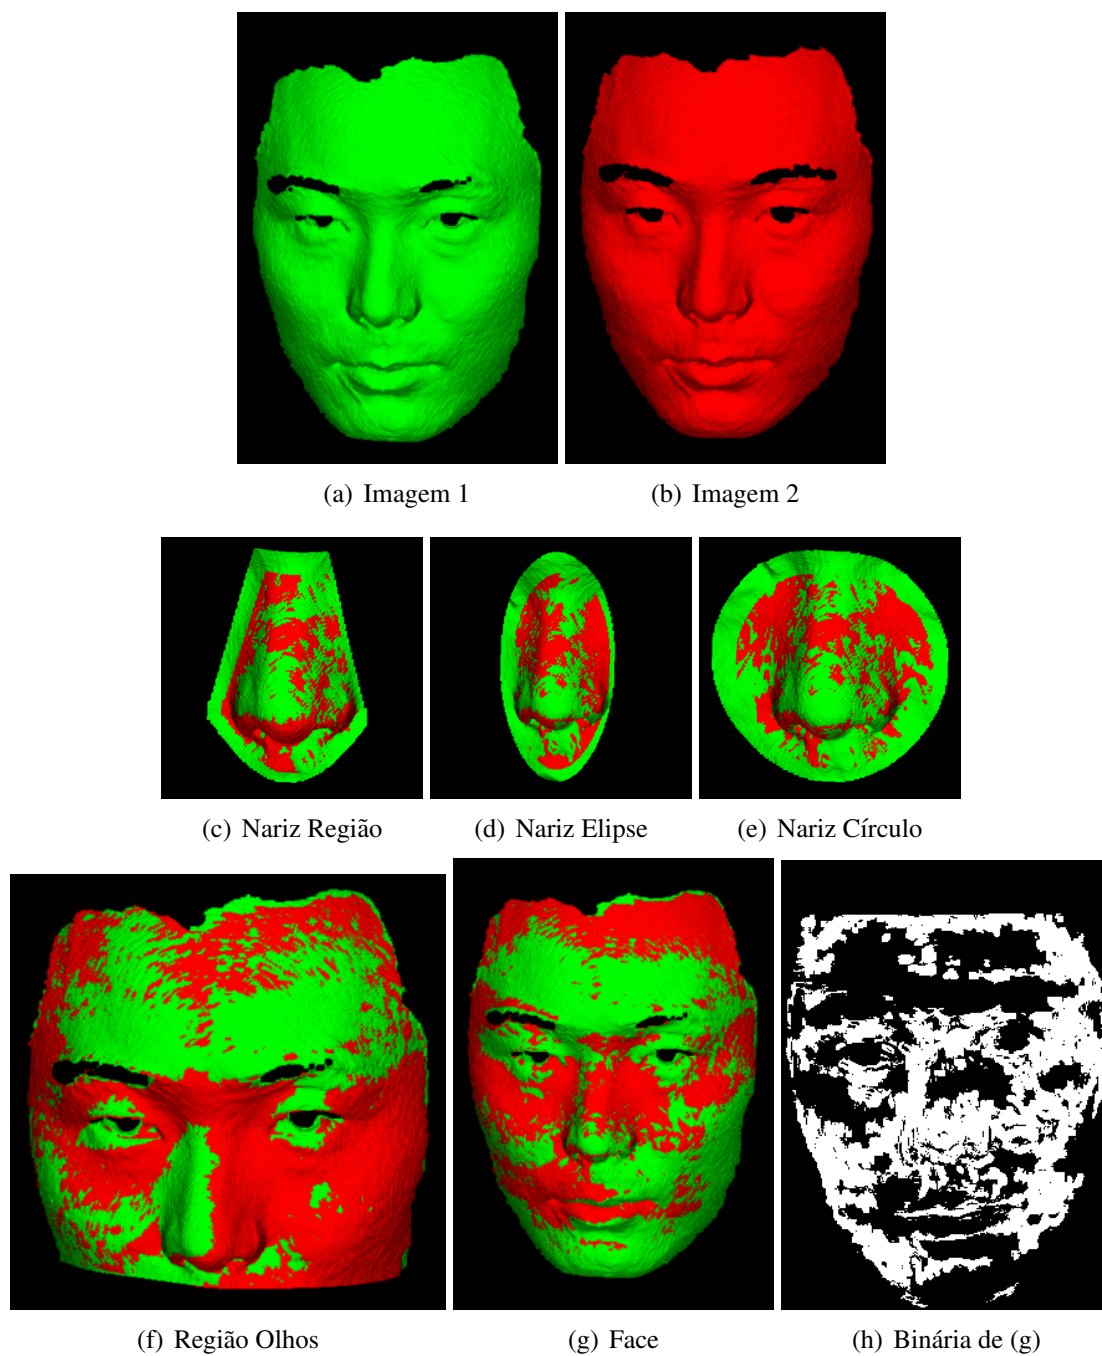 (a) Imagem 1
(b) Imagem 2
(c) Nariz Região
(d) Nariz Elipse
(e) Nariz Círculo
(f) Região Olhos
(g) Face
(h) Binária de (g)